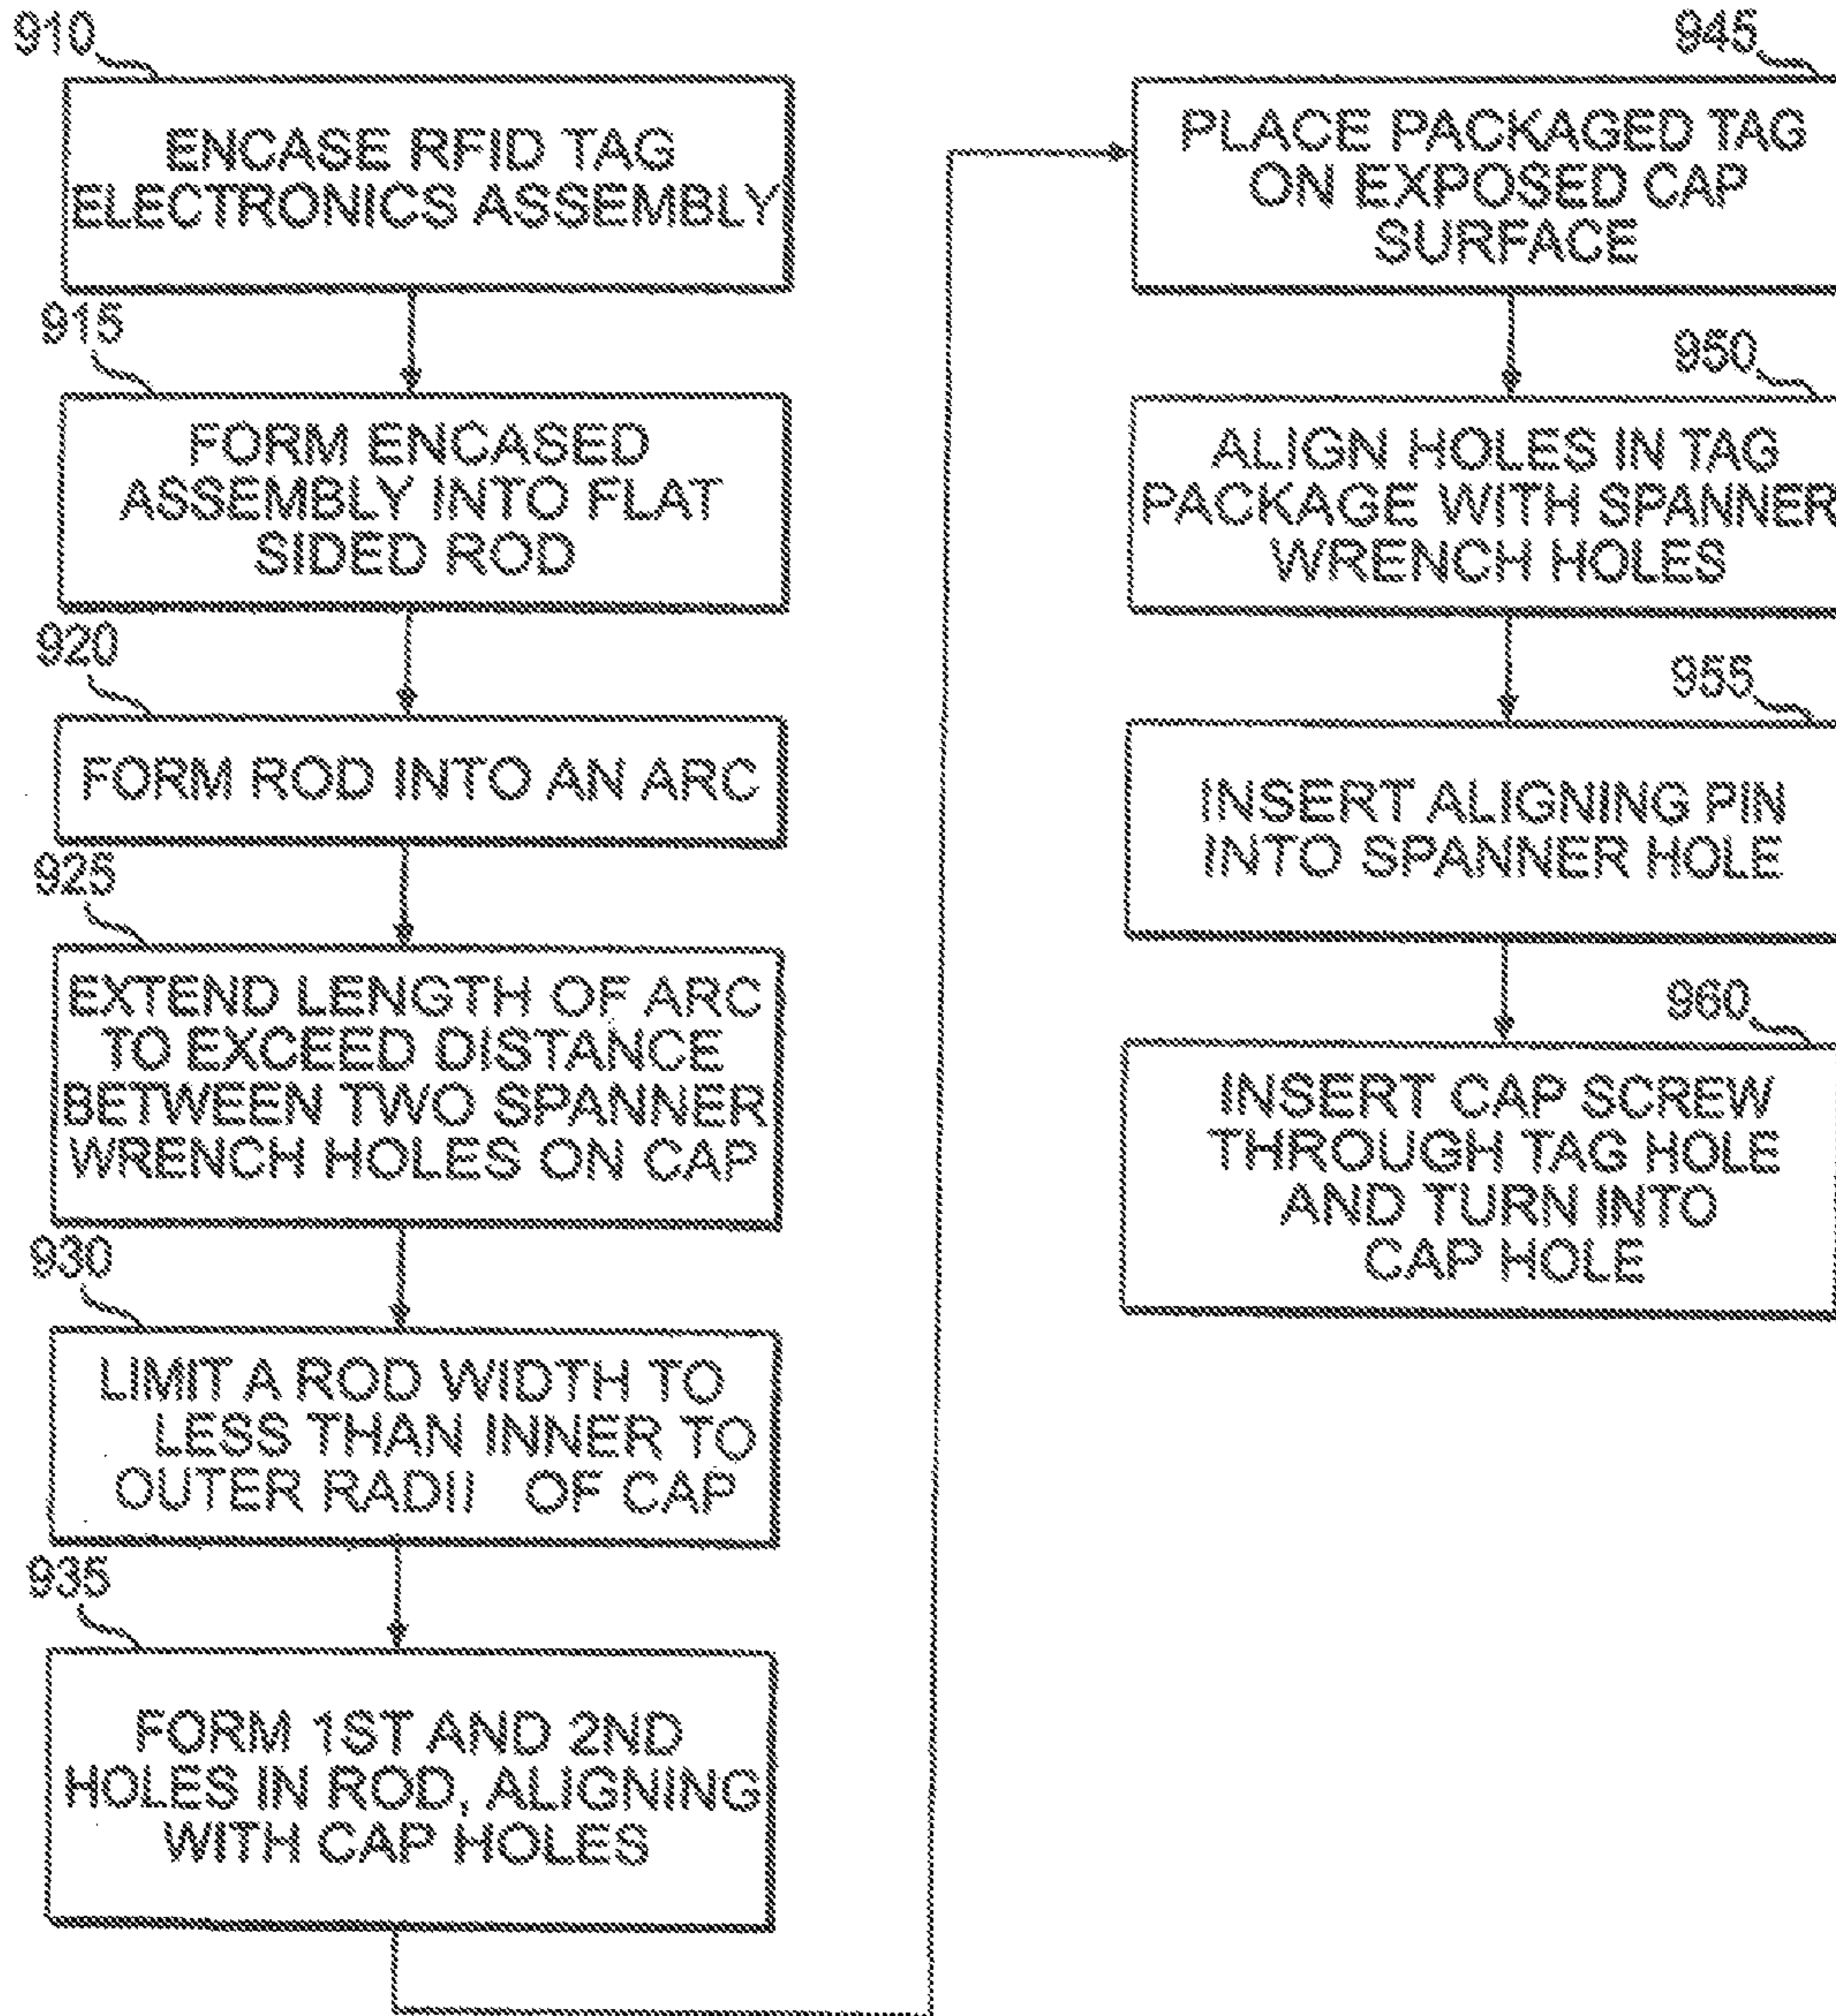 910
ENCASE RFID TAG
ELECTRONICS ASSEMBLY
915
FORM ENCASED
ASSEMBLY INTO FLAT
SIDED ROD
920
FORM ROD INTO AN ARC
925
EXTEND LENGTH OF ARC
TO EXCEED DISTANCE
BETWEEN TWO SPANNER
WRENCH HOLES ON CAP
930
LIMIT A ROD WIDTH TO
LESS THAN INNER TO
OUTER RADII OF CAP
935
FORM 1ST AND 2ND
HOLES IN ROD, ALIGNING
WITH CAP HOLES
945
PLACE PACKAGED TAG
ON EXPOSED CAP
SURFACE
950
ALIGN HOLES IN TAG
PACKAGE WITH SPANNER
WRENCH HOLES
955
INSERT ALIGNING PIN
INTO SPANNER HOLE
960
INSERT CAP SCREW
THROUGH TAG HOLE
AND TURN INTO
CAP HOLE